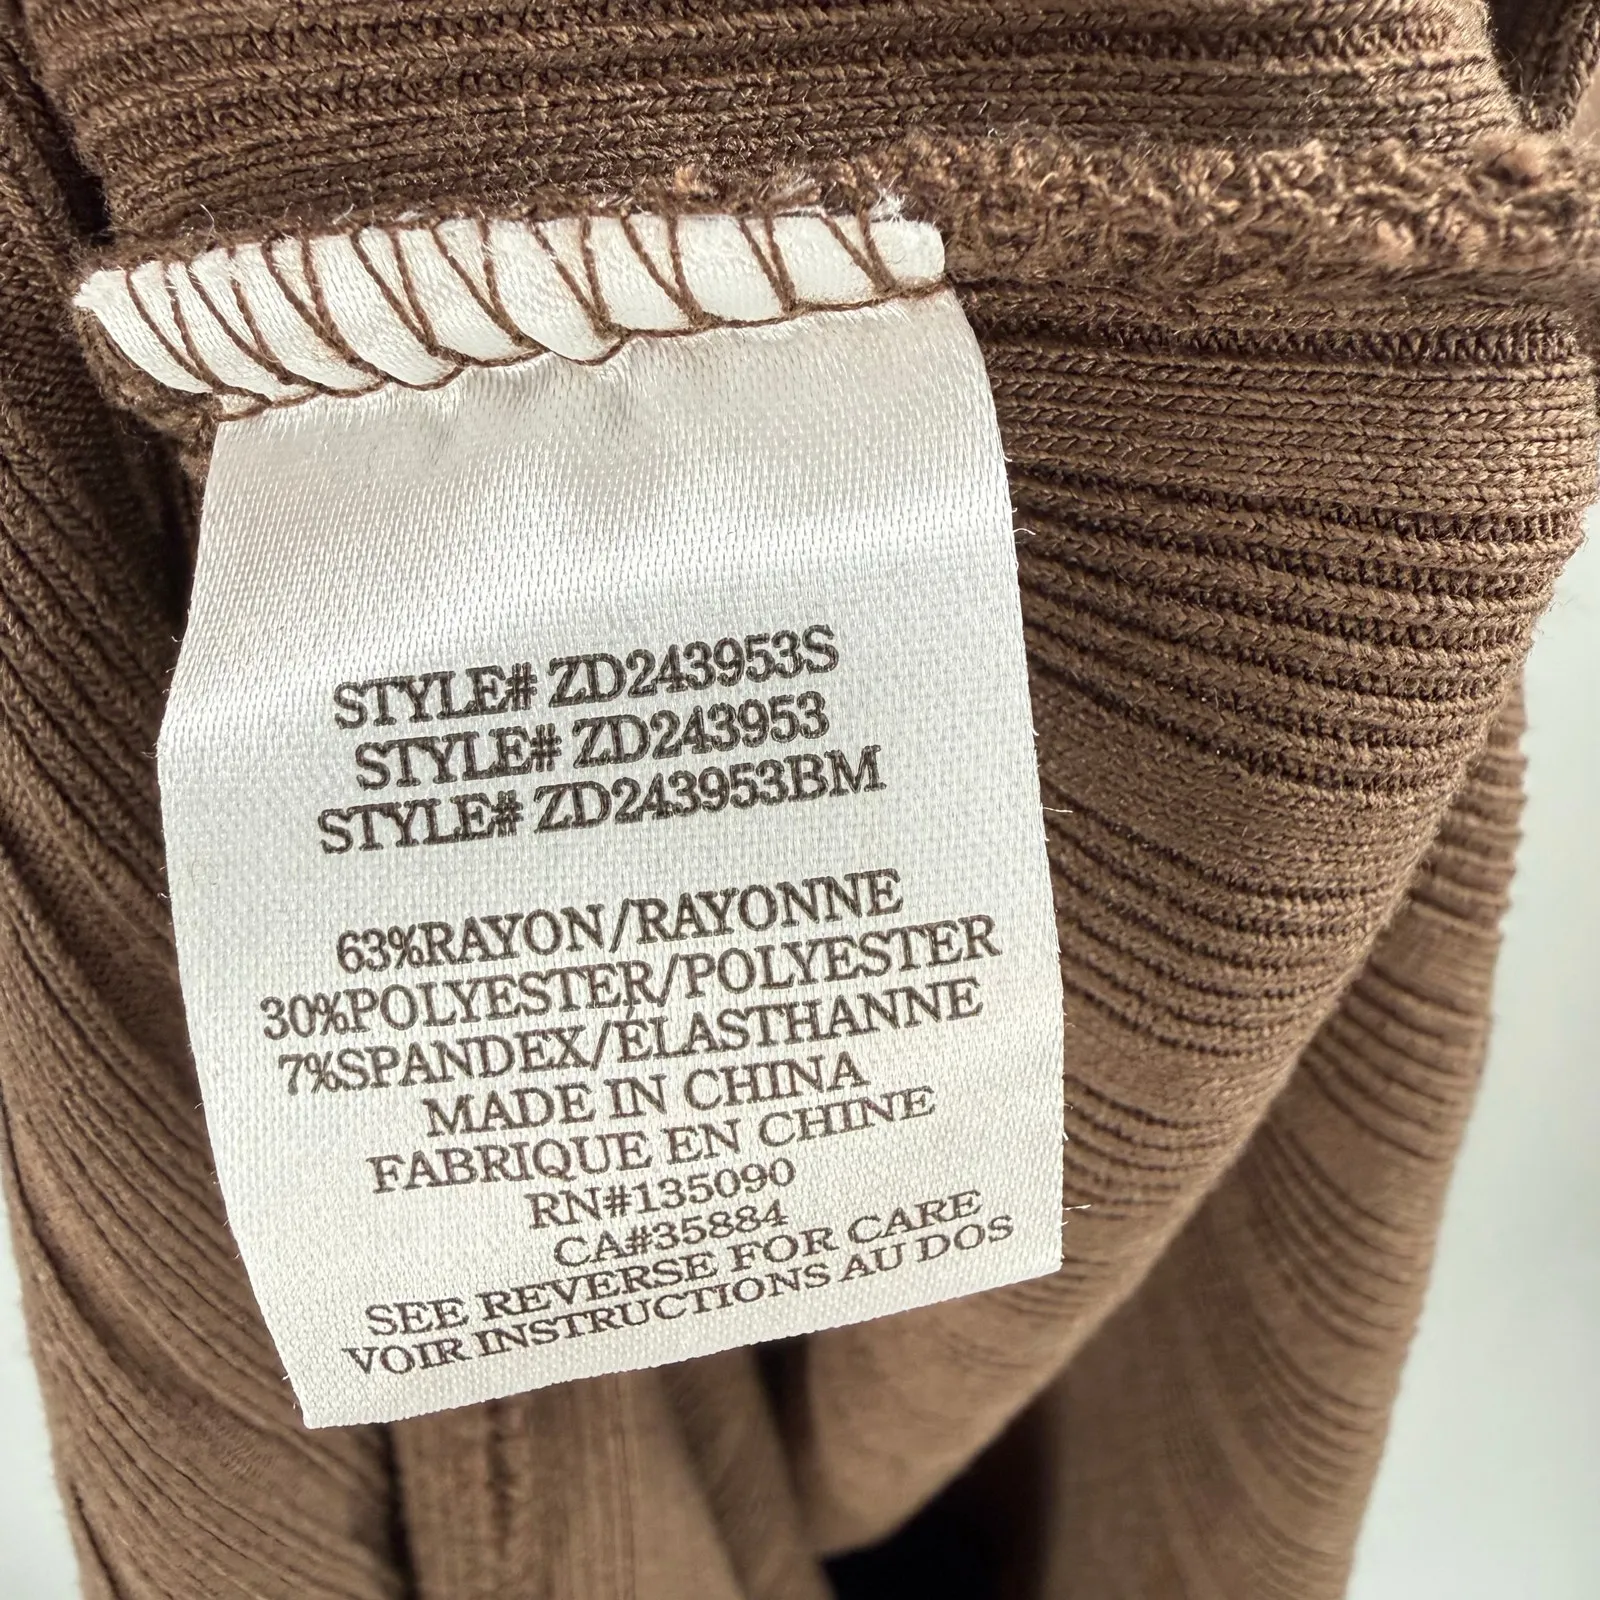 STYLE# ZD243953S
STYLE# ZD243953
STYLE# ZD243953BM
63%RAYON/RAYONNE
30%POLYESTER/POLYESTER
7%SPANDEX/ÉLASTHANNE
MADE IN CHINA
FABRIQUE EN CHINE
RN#135090
CA#35884
SEE REVERSE FOR CARE
VOIR INSTRUCTIONS AU DOS